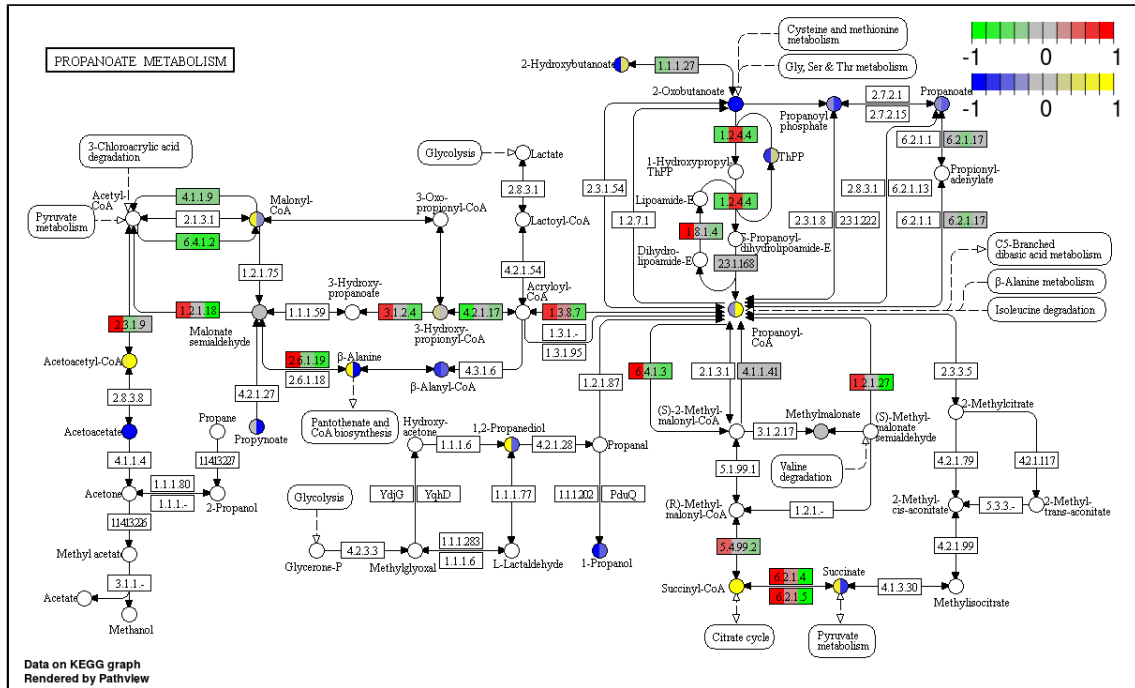 PROPANOATE METABOLISM
-1 0 1
-1 0 1
Cysteine and methionine
metabolism
Gly, Ser & Thr metabolism
2-Hydroxybutanoate
1.1.1.27
2-Oxobutanoate
2.7.2.1
2.7.2.15
Propanoyl
phosphate
Propanoate
3-Chloroacrylic acid
degradation
Glycolysis
Lactate
1.2.4.4
ThPP
1-Hydroxypropyl-
ThPP
6.2.1.1
6.2.1.17
Propionyl-
adenylate
Acetyl-
CoA
4.1.1.9
2.1.3.1
6.4.1.2
Malonyl-
CoA
Pyruvate
metabolism
3-Oxo-
propionyl-CoA
2.8.3.1
Lactoyl-CoA
2.3.1.54
1.2.7.1
Lipoamide-E
1.2.4.4
1.8.1.4
Dihydro-
lipoamide-E
S-Propanoyl-
dihydrolipoamide-E
2.3.1.168
2.3.1.8
2.3.1.222
2.8.3.1
6.2.1.13
6.2.1.1
6.2.1.17
C5-Branched
dibasic acid metabolism
β-Alanine metabolism
Isoleucine degradation
1.2.1.75
4.2.1.54
3-Hydroxy-
propanoate
Acryloyl-
CoA
2.3.1.9
1.2.1.18
Malonate
semialdehyde
1.1.1.59
3.1.2.4
3-Hydroxy-
propionyl-CoA
4.2.1.17
1.3.8.7
1.3.1.-
1.3.1.95
Propanoyl-
CoA
Acetoacetyl-CoA
2.6.1.19
2.6.1.18
β-Alanine
4.3.1.6
β-Alanyl-CoA
1.2.1.87
6.4.1.3
2.1.3.1
4.1.1.41
1.2.1.27
2.3.3.5
2.8.3.8
4.2.1.27
Propynoate
Pantothenate and
CoA biosynthesis
Acetoacetate
Propane
1.14.13.227
2-Propanol
Hydroxy-
acetone
1.1.1.6
1,2-Propanediol
4.2.1.28
Propanal
(S)-2-Methyl-
malonyl-CoA
3.1.2.17
Methylmalonate
(S)-Methyl-
malonate
semialdehyde
2-Methylcitrate
4.1.1.4
Acetone
1.1.1.80
1.1.1.-
1.14.13.226
Glycolysis
YdjG
YqhD
1.1.1.77
1.1.1.202
PduQ
5.1.99.1
Valine
degradation
4.2.1.79
4.2.1.117
(R)-Methyl-
malonyl-CoA
1.2.1.-
2-Methyl-
cis-aconitate
5.3.3.-
2-Methyl-
trans-aconitate
Methyl acetate
3.1.1.-
Acetate
Methanol
Glycerone-P
4.2.3.3
Methylglyoxal
1.1.1.283
1.1.1.6
L-Lactaldehyde
1-Propanol
5.4.99.2
4.2.1.99
Succinyl-CoA
6.2.1.4
6.2.1.5
Succinate
4.1.3.30
Methylisocitrate
Citrate cycle
Pyruvate
metabolism
Data on KEGG graph
Rendered by Pathview